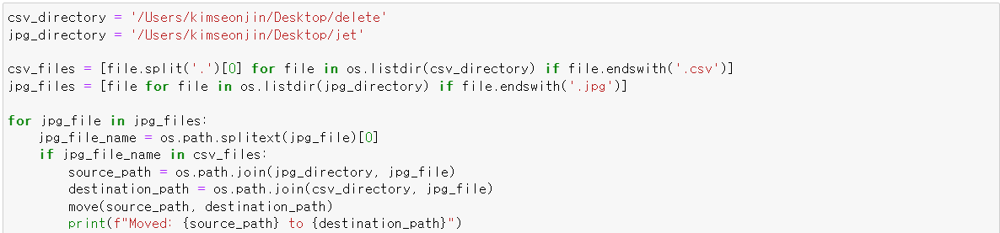 csv_directory = '/Users/kimseonjin/Desktop/delete'
jpg_directory = '/Users/kimseonjin/Desktop/jet'

csv_files = [file.split('.')[0] for file in os.listdir(csv_directory) if file.endswith('.csv')]
jpg_files = [file for file in os.listdir(jpg_directory) if file.endswith('.jpg')]

for jpg_file in jpg_files:
    jpg_file_name = os.path.splitext(jpg_file)[0]
    if jpg_file_name in csv_files:
        source_path = os.path.join(jpg_directory, jpg_file)
        destination_path = os.path.join(csv_directory, jpg_file)
        move(source_path, destination_path)
        print(f"Moved: {source_path} to {destination_path}")